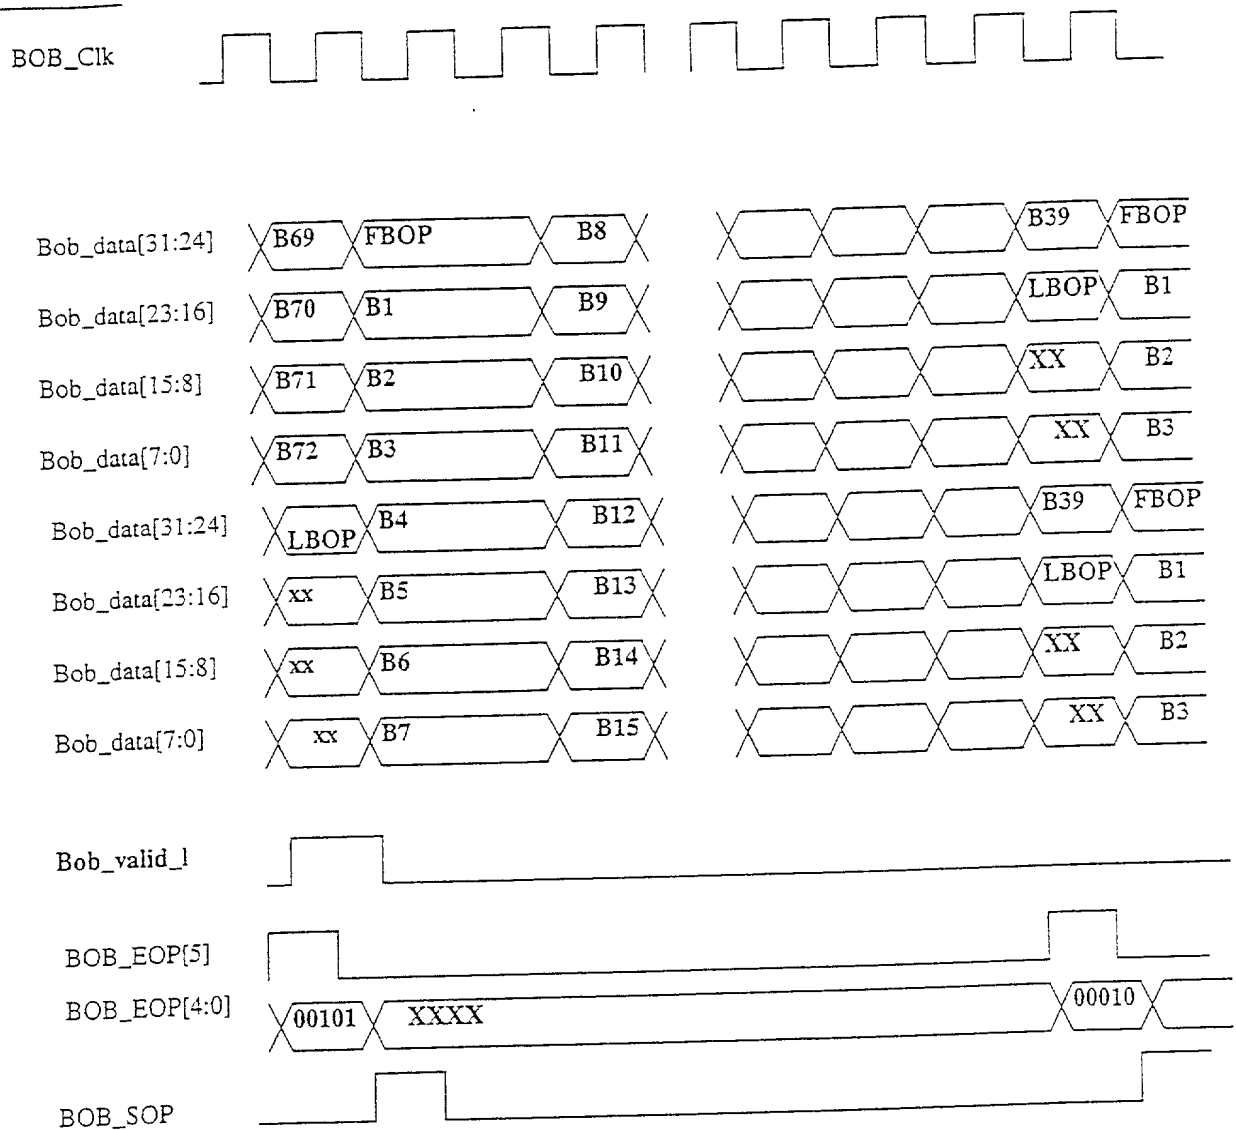 BOB_Clk
Bob_data[31:24] B69 FBOP B8 B39 FBOP
Bob_data[23:16] B70 B1 B9 LBOP B1
Bob_data[15:8] B71 B2 B10 XX B2
Bob_data[7:0] B72 B3 B11 XX B3
Bob_data[31:24] LBOP B4 B12 B39 FBOP
Bob_data[23:16] xx B5 B13 LBOP B1
Bob_data[15:8] xx B6 B14 XX B2
Bob_data[7:0] xx B7 B15 XX B3
Bob_valid_l
BOB_EOP[5]
BOB_EOP[4:0] 00101 XXXX 00010
BOB_SOP